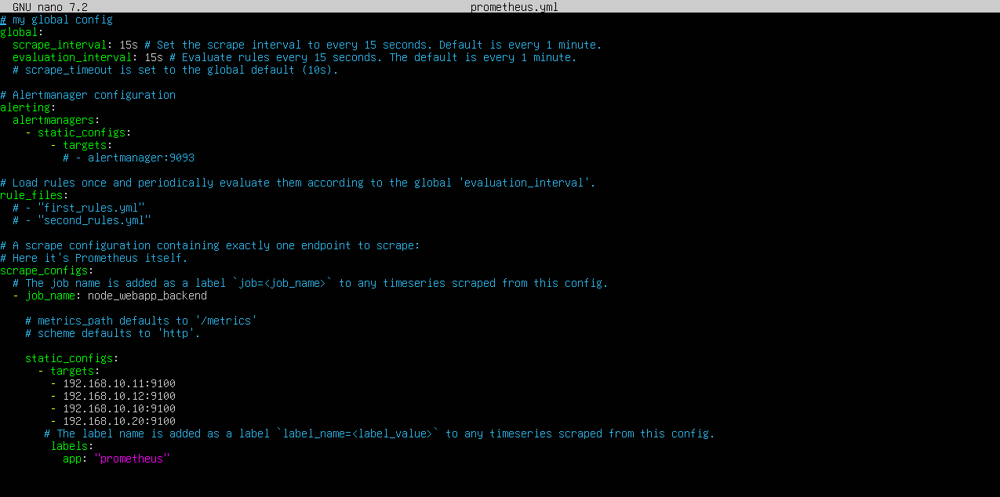 GNU nano 7.2 prometheus.yml
# my global config
global:
  scrape_interval: 15s # Set the scrape interval to every 15 seconds. Default is every 1 minute.
  evaluation_interval: 15s # Evaluate rules every 15 seconds. The default is every 1 minute.
  # scrape_timeout is set to the global default (10s).

# Alertmanager configuration
alerting:
  alertmanagers:
    - static_configs:
        - targets:
          # - alertmanager:9093

# Load rules once and periodically evaluate them according to the global 'evaluation_interval'.
rule_files:
  # - "first_rules.yml"
  # - "second_rules.yml"

# A scrape configuration containing exactly one endpoint to scrape:
# Here it's Prometheus itself.
scrape_configs:
  # The job name is added as a label `job=<job_name>` to any timeseries scraped from this config.
  - job_name: node_webapp_backend

    # metrics_path defaults to '/metrics'
    # scheme defaults to 'http'.

    static_configs:
      - targets:
        - 192.168.10.11:9100
        - 192.168.10.12:9100
        - 192.168.10.10:9100
        - 192.168.10.20:9100
       # The label name is added as a label `label_name=<label_value>` to any timeseries scraped from this config.
        labels:
          app: "prometheus"